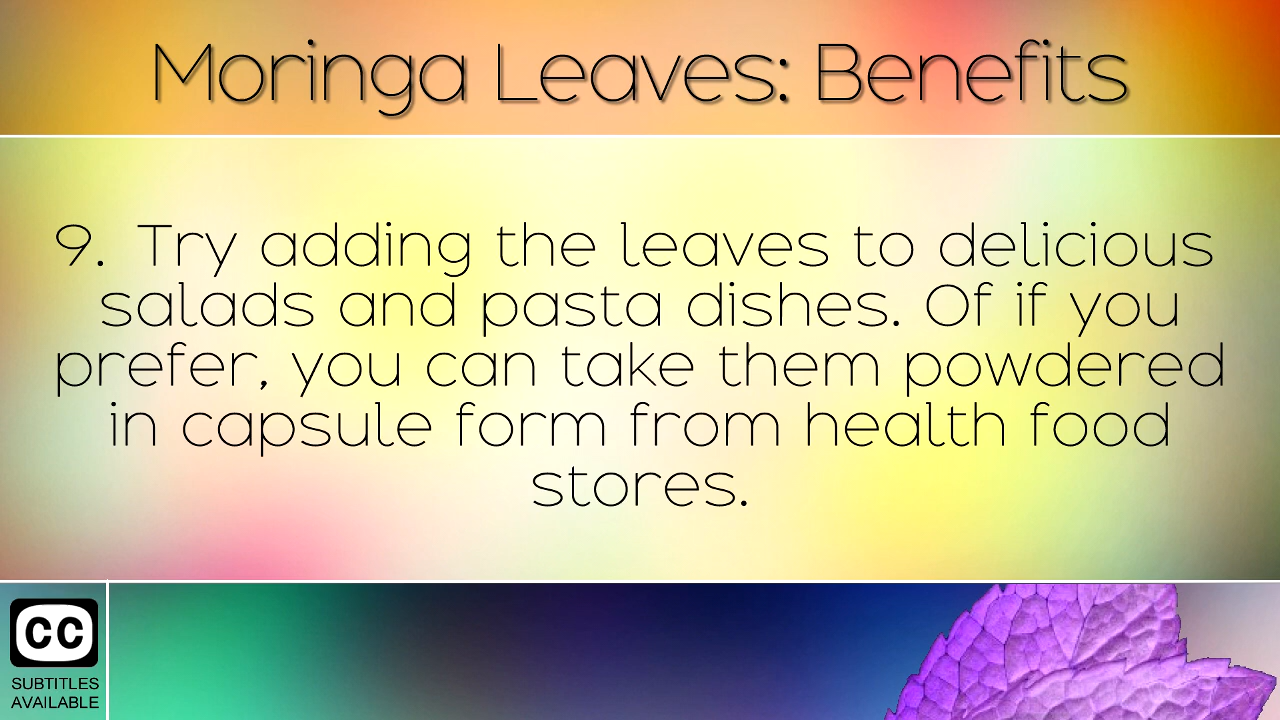 Moringa Leaves: Benefits
9. Try adding the leaves to delicious
salads and pasta dishes. Of if you
prefer, you can take them powdered
in capsule form from health food
stores.
CC
SUBTITLES
AVAILABLE